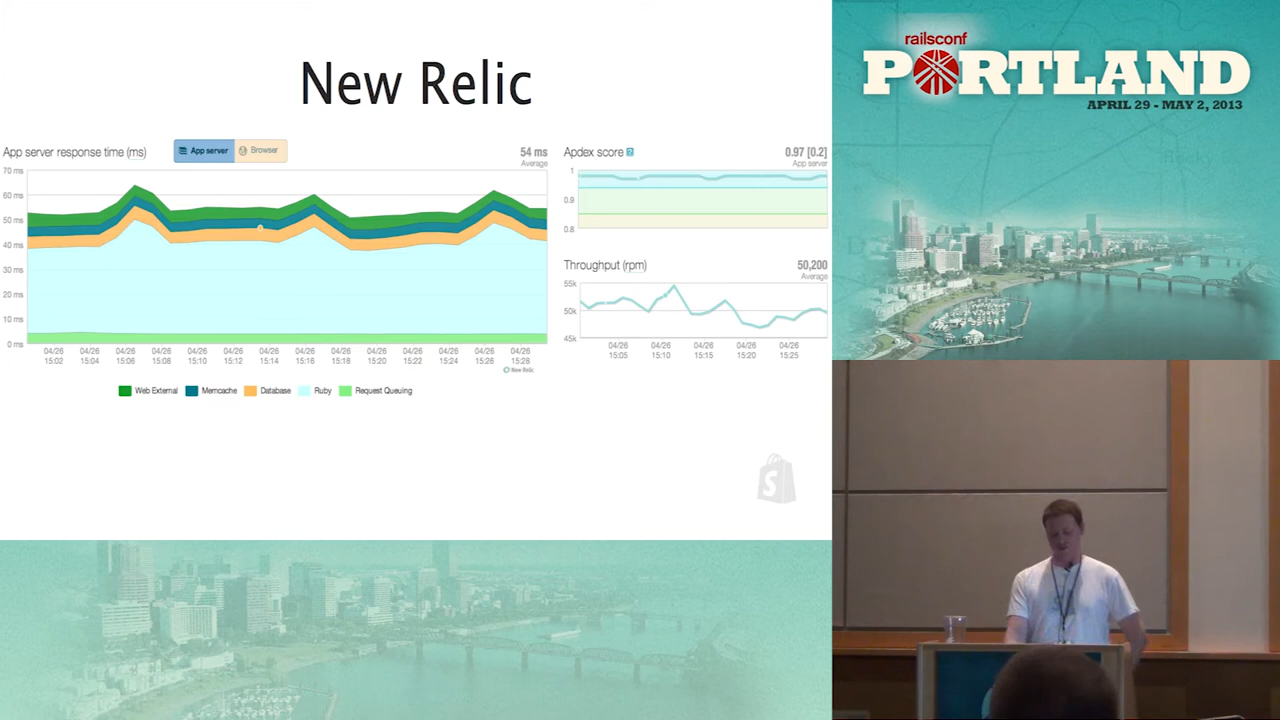 New Relic
App server response time (ms)
App server
Browser
54 ms
Average
70 ms
60 ms
50 ms
40 ms
30 ms
20 ms
10 ms
0 ms
04/26 04/26 04/26 04/26 04/26 04/26 04/26 04/26 04/26 04/26 04/26 04/26 04/26 04/26
15:02 15:04 15:06 15:08 15:10 15:12 15:14 15:16 15:18 15:20 15:22 15:24 15:26 15:28
New Relic
Web External Memcache Database Ruby Request Queuing
Apdex score ?
0.97 [0.2]
App server
1
0.9
0.8
Throughput (rpm)
50,200
Average
55k
50k
45k
04/26 04/26 04/26 04/26 04/26
15:05 15:10 15:15 15:20 15:25
S
railsconf
PORTLAND
APRIL 29 - MAY 2, 2013